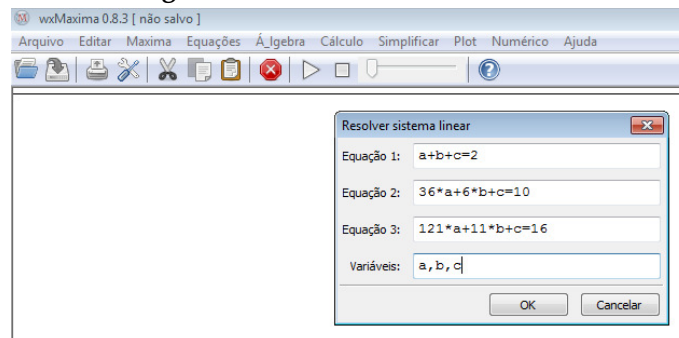 wxMaxima 0.8.3 [ não salvo ]
Arquivo Editar Maxima Equações Á_lgebra Cálculo Simplificar Plot Numérico Ajuda
Resolver sistema linear
Equação 1: a+b+c=2
Equação 2: 36*a+6*b+c=10
Equação 3: 121*a+11*b+c=16
Variáveis: a,b,c
OK Cancelar